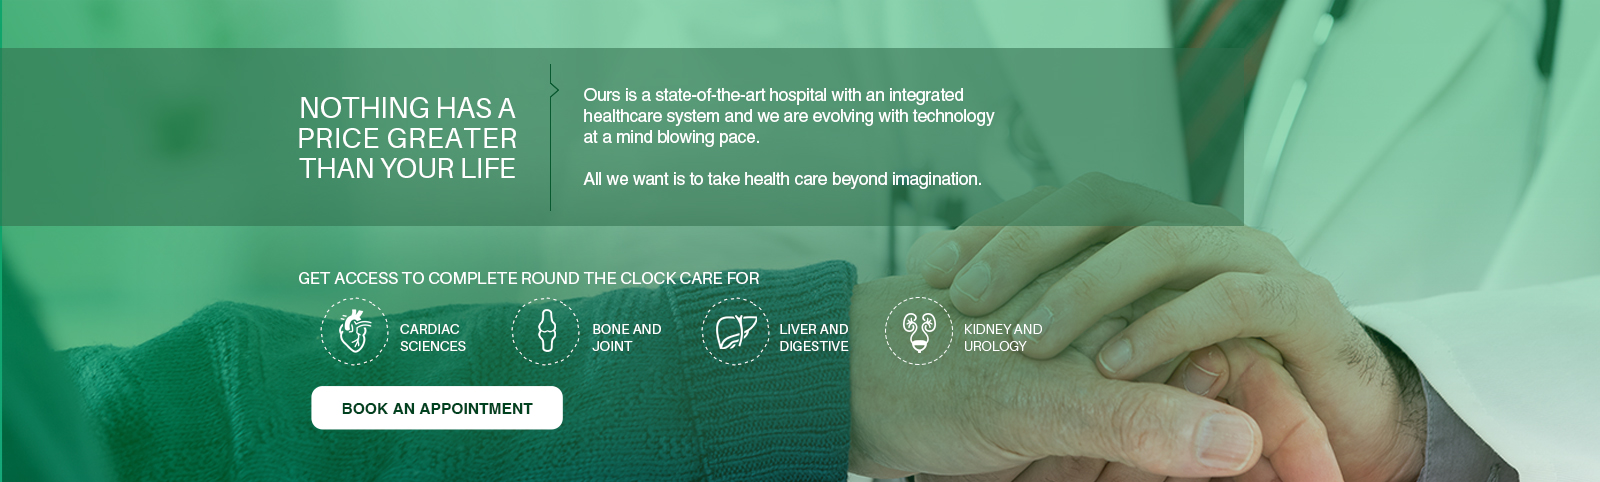 NOTHING HAS A
PRICE GREATER
THAN YOUR LIFE
Ours is a state-of-the-art hospital with an integrated
healthcare system and we are evolving with technology
at a mind blowing pace.
All we want is to take health care beyond imagination.
GET ACCESS TO COMPLETE ROUND THE CLOCK CARE FOR
CARDIAC
SCIENCES
BONE AND
JOINT
LIVER AND
DIGESTIVE
KIDNEY AND
UROLOGY
BOOK AN APPOINTMENT